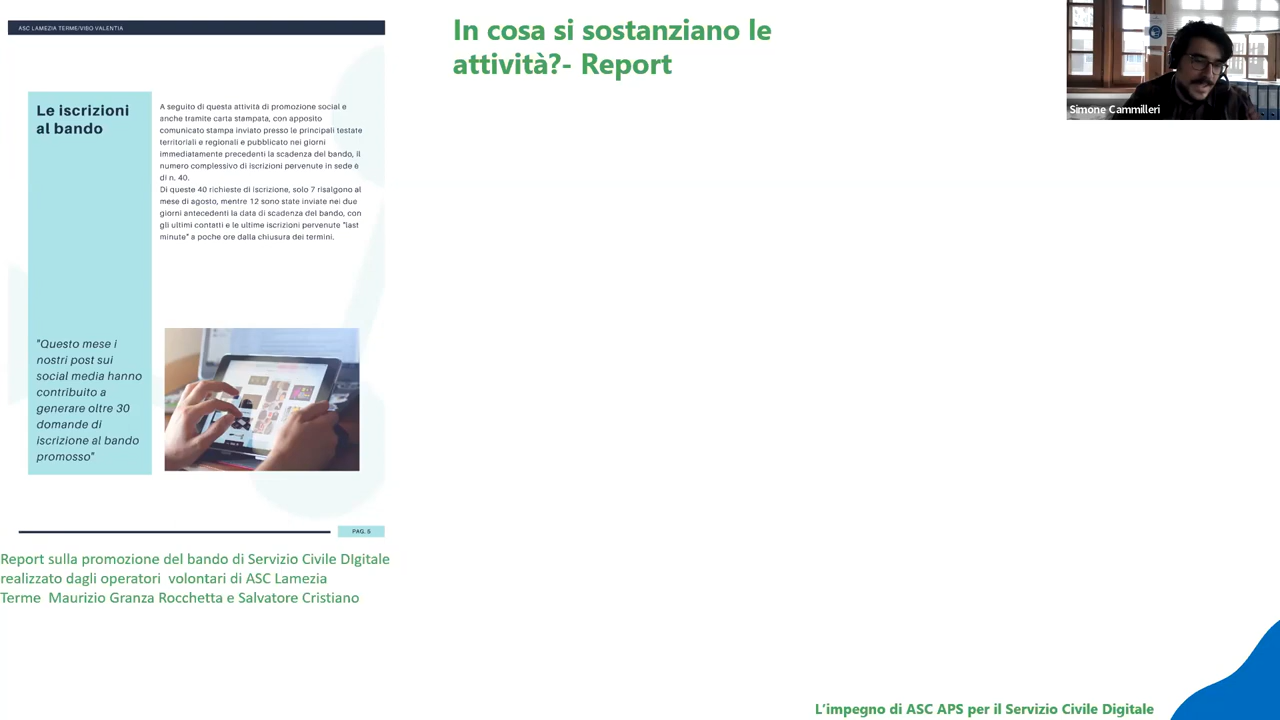 ASC LAMEZIA TERME/VIBO VALENTIA
In cosa si sostanziano le
attività?- Report
Simone Cammilleri
Le iscrizioni
al bando
A seguito di questa attività di promozione social e
anche tramite carta stampata, con apposito
comunicato stampa inviato presso le principali testate
territoriali e regionali e pubblicato nei giorni
immediatamente precedenti la scadenza del bando, il
numero complessivo di iscrizioni pervenute in sede è
di n. 40.
Di queste 40 richieste di iscrizione, solo 7 risalgono al
mese di agosto, mentre 12 sono state inviate nei due
giorni antecedenti la data di scadenza del bando, con
gli ultimi contatti e le ultime iscrizioni pervenute "last
minute" a poche ore dalla chiusura dei termini.
"Questo mese i
nostri post sui
social media hanno
contribuito a
generare oltre 30
domande di
iscrizione al bando
promosso"
PAG. 5
Report sulla promozione del bando di Servizio Civile DIgitale
realizzato dagli operatori volontari di ASC Lamezia
Terme Maurizio Granza Rocchetta e Salvatore Cristiano
L'impegno di ASC APS per il Servizio Civile Digitale